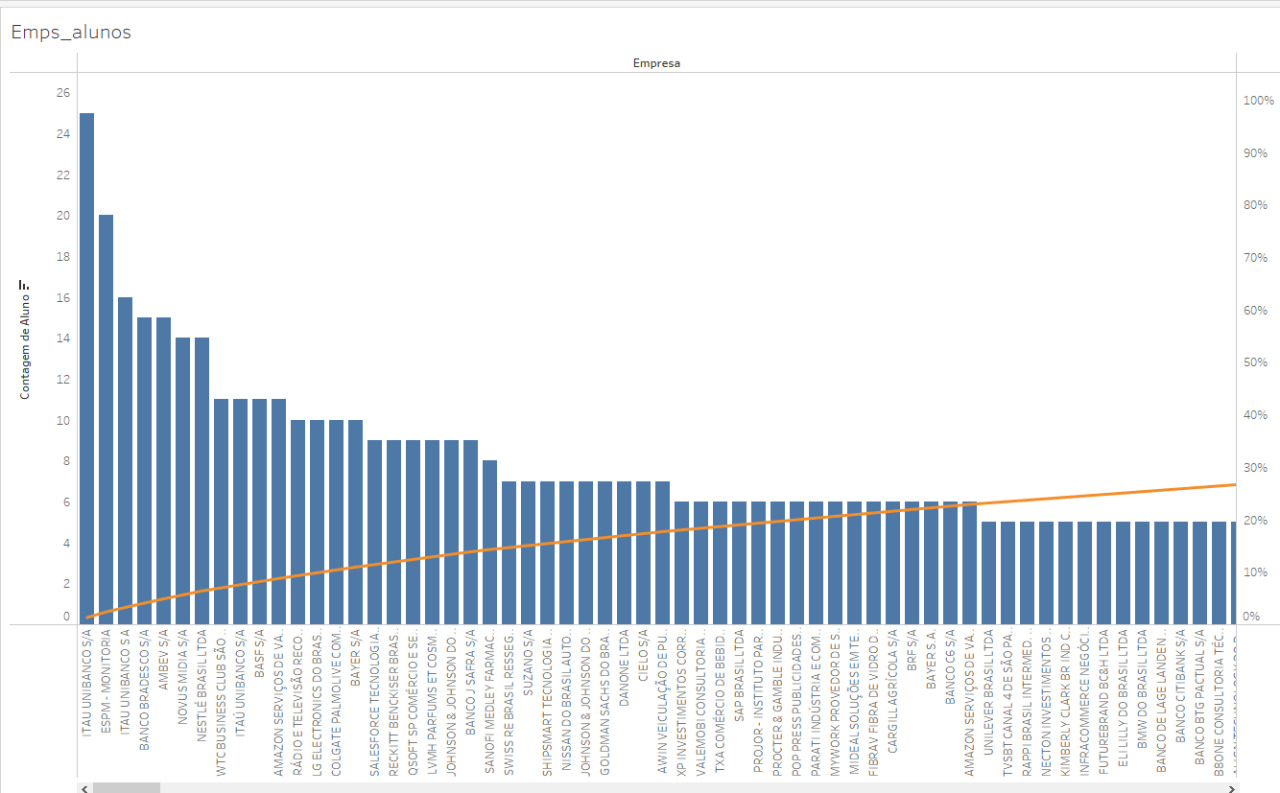 Emps_alunos
Empresa
Contagem de Aluno
26
24
22
20
18
16
14
12
10
8
6
4
2
0
100%
90%
80%
70%
60%
50%
40%
30%
20%
10%
0%
ITAU UNIBANCO S/A
ESPM - MONITORIA
ITAU UNIBANCO S A
BANCO BRADESCO S/A
AMBEV S/A
NOVUS MIDIA S/A
NESTLÉ BRASIL LTDA
WTC BUSINESS CLUB SÃO ..
ITAÚ UNIBANCO S/A
BASF S/A
AMAZON SERVIÇOS DE VA..
RÁDIO E TELEVISÃO RECO..
LG ELECTRONICS DO BRAS..
COLGATE PALMOLIVE COM..
BAYER S/A
SALESFORCE TECNOLOGIA..
RECKITT BENCKISER BRAS..
QSOFT SP COMÉRCIO E SE..
LVMH PARFUMS ET COSM..
JOHNSON & JOHNSON DO ..
BANCO J SAFRA S/A
SANOFI MEDLEY FARMAC..
SWISS RE BRASIL RESSEG..
SUZANO S/A
SHIPSMART TECNOLOGIA ..
NISSAN DO BRASIL AUTO..
JOHNSON & JOHNSON DO ..
GOLDMAN SACHS DO BRA..
DANONE LTDA
CIELO S/A
AWIN VEICULAÇÃO DE PU..
XP INVESTIMENTOS CORR..
VALEMOBI CONSULTORIA ..
TXA COMÉRCIO DE BEBID..
SAP BRASIL LTDA
PROJOR - INSTITUTO PAR..
PROCTER & GAMBLE INDU..
POP PRESS PUBLICIDADES..
PARATI INDÚSTRIA E COM..
MYWORK PROVEDOR DE S..
MIDEAL SOLUÇÕES EM TE..
FIBRAV FIBRA DE VIDRO D..
CARGILL AGRÍCOLA S/A
BRF S/A
BAYER S.A.
BANCO C6 S/A
AMAZON SERVIÇOS DE VA..
UNILEVER BRASIL LTDA
TVSBT CANAL 4 DE SÃO PA..
RAPPI BRASIL INTERMED. ..
NECTON INVESTIMENTOS ..
KIMBERLY CLARK BR IND C..
INFRACOMMERCE NEGÓCI..
FUTUREBRAND BC&H LTDA
ELI LILLY DO BRASIL LTDA
BMW DO BRASIL LTDA
BANCO DE LAGE LANDEN ..
BANCO CITIBANK S/A
BANCO BTG PACTUAL S/A
BBONE CONSULTORIA TÉC..